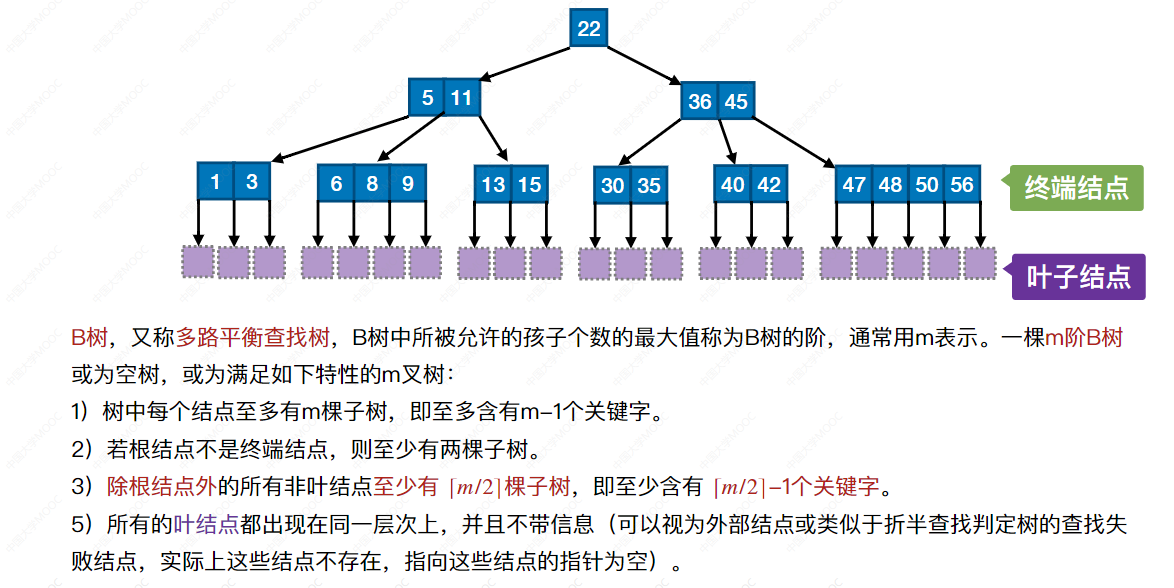 22
5 11
36 45
1 3
6 8 9
13 15
30 35
40 42
47 48 50 56
终端结点
叶子结点
B树，又称多路平衡查找树，B树中所被允许的孩子个数的最大值称为B树的阶，通常用m表示。一棵m阶B树
或为空树，或为满足如下特性的m叉树：
1）树中每个结点至多有m棵子树，即至多含有m-1个关键字。
2）若根结点不是终端结点，则至少有两棵子树。
3）除根结点外的所有非叶结点至少有 ⌈m/2⌉棵子树，即至少含有 ⌈m/2⌉-1个关键字。
5）所有的叶结点都出现在同一层次上，并且不带信息（可以视为外部结点或类似于折半查找判定树的查找失
败结点，实际上这些结点不存在，指向这些结点的指针为空）。
中国大学MOOC